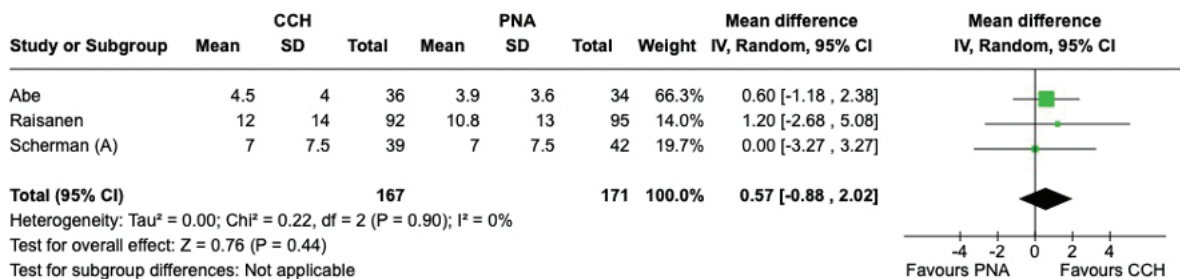 CCH PNA Mean difference Mean difference
Study or Subgroup Mean SD Total Mean SD Total Weight IV, Random, 95% CI IV, Random, 95% CI
Abe 4.5 4 36 3.9 3.6 34 66.3% 0.60 [-1.18 , 2.38]
Raisanen 12 14 92 10.8 13 95 14.0% 1.20 [-2.68 , 5.08]
Scherman (A) 7 7.5 39 7 7.5 42 19.7% 0.00 [-3.27 , 3.27]
Total (95% CI) 167 171 100.0% 0.57 [-0.88 , 2.02]
Heterogeneity: Tau² = 0.00; Chi² = 0.22, df = 2 (P = 0.90); I² = 0%
Test for overall effect: Z = 0.76 (P = 0.44)
-4 -2 0 2 4
Test for subgroup differences: Not applicable Favours PNA Favours CCH